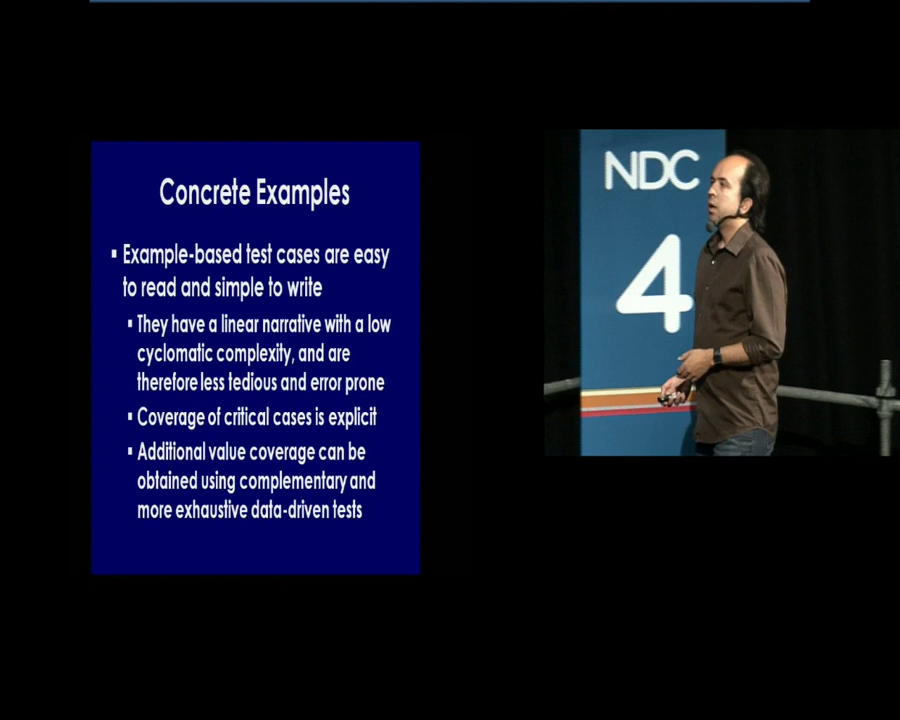 Concrete Examples
▪ Example-based test cases are easy
to read and simple to write
▪ They have a linear narrative with a low
cyclomatic complexity, and are
therefore less tedious and error prone
▪ Coverage of critical cases is explicit
▪ Additional value coverage can be
obtained using complementary and
more exhaustive data-driven tests
NDC
4